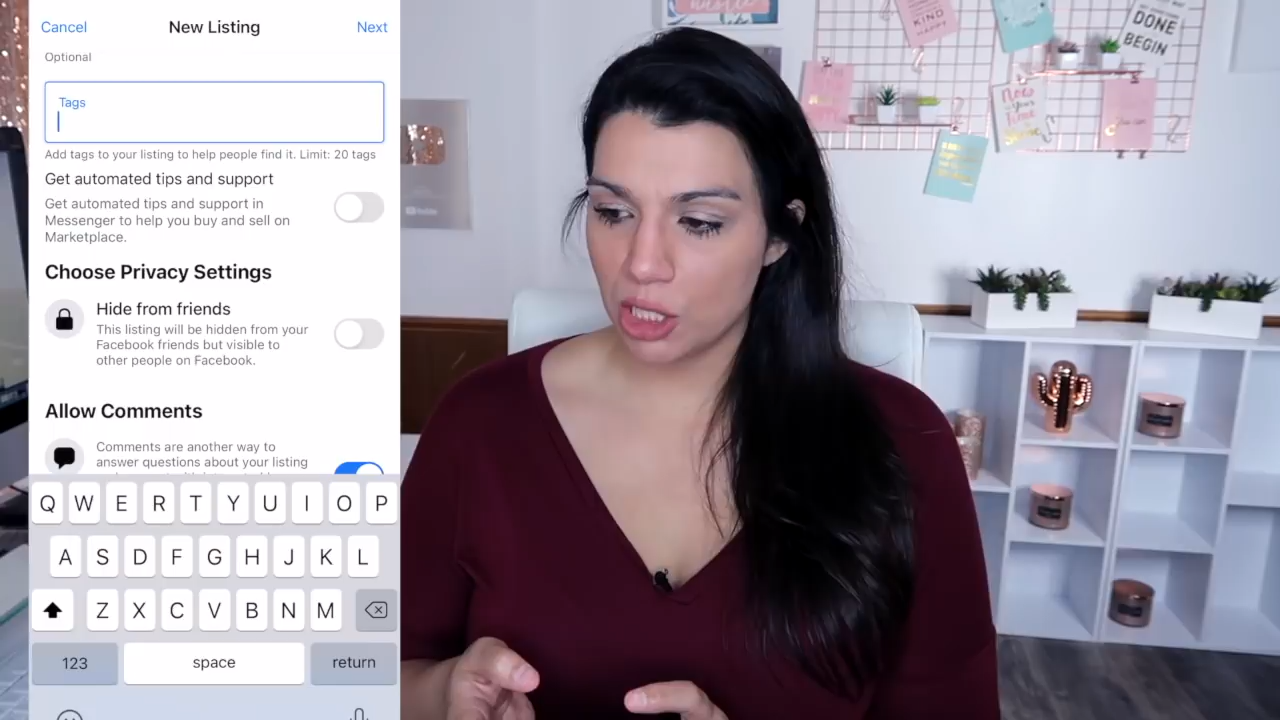 Cancel New Listing Next
Optional
Tags
Add tags to your listing to help people find it. Limit: 20 tags
Get automated tips and support
Get automated tips and support in
Messenger to help you buy and sell on
Marketplace.
Choose Privacy Settings
Hide from friends
This listing will be hidden from your
Facebook friends but visible to
other people on Facebook.
Allow Comments
Comments are another way to
answer questions about your listing
Q W E R T Y U I O P
A S D F G H J K L
Z X C V B N M
123 space return
KIND
HAPPY
DONE
BEGIN